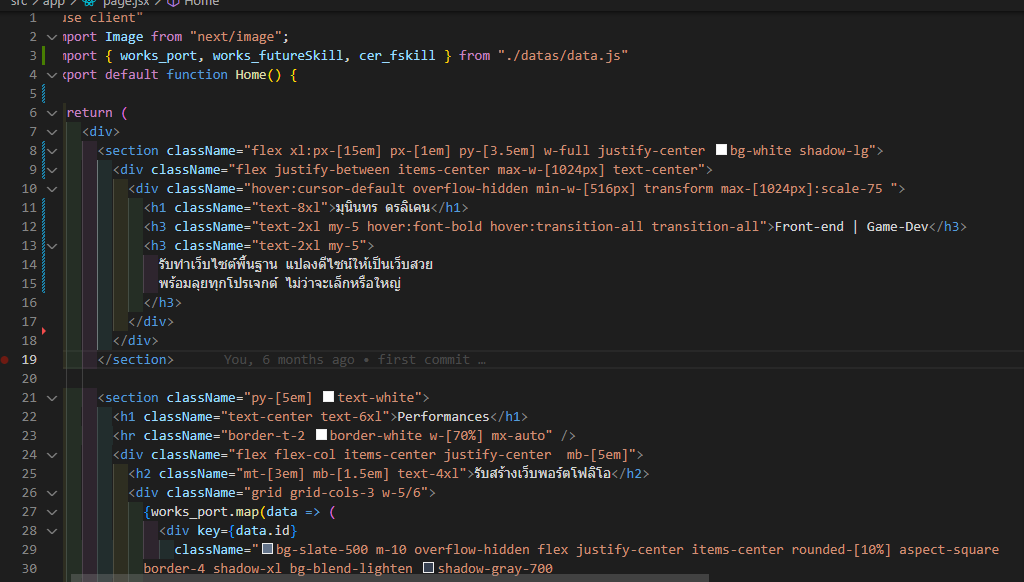 src > app > page.jsx > Home
1 use client"
2 mport Image from "next/image";
3 mport { works_port, works_futureSkill, cer_fskill } from "./datas/data.js"
4 xport default function Home() {
5
6 return (
7 <div>
8 <section className="flex xl:px-[15em] px-[1em] py-[3.5em] w-full justify-center bg-white shadow-lg">
9 <div className="flex justify-between items-center max-w-[1024px] text-center">
10 <div className="hover:cursor-default overflow-hidden min-w-[516px] transform max-[1024px]:scale-75 ">
11 <h1 className="text-8xl">มุนินทร ดรลิเคน</h1>
12 <h3 className="text-2xl my-5 hover:font-bold hover:transition-all transition-all">Front-end | Game-Dev</h3>
13 <h3 className="text-2xl my-5">
14 รับทำเว็บไซต์พื้นฐาน แปลงดีไซน์ให้เป็นเว็บสวย
15 พร้อมลุยทุกโปรเจกต์ ไม่ว่าจะเล็กหรือใหญ่
16 </h3>
17 </div>
18 </div>
19 </section> You, 6 months ago • first commit …
20
21 <section className="py-[5em] text-white">
22 <h1 className="text-center text-6xl">Performances</h1>
23 <hr className="border-t-2 border-white w-[70%] mx-auto" />
24 <div className="flex flex-col items-center justify-center  mb-[5em]">
25 <h2 className="mt-[3em] mb-[1.5em] text-4xl">รับสร้างเว็บพอร์ตโฟลิโอ</h2>
26 <div className="grid grid-cols-3 w-5/6">
27 {works_port.map(data => (
28 <div key={data.id}
29 className="bg-slate-500 m-10 overflow-hidden flex justify-center items-center rounded-[10%] aspect-square
30 border-4 shadow-xl bg-blend-lighten shadow-gray-700